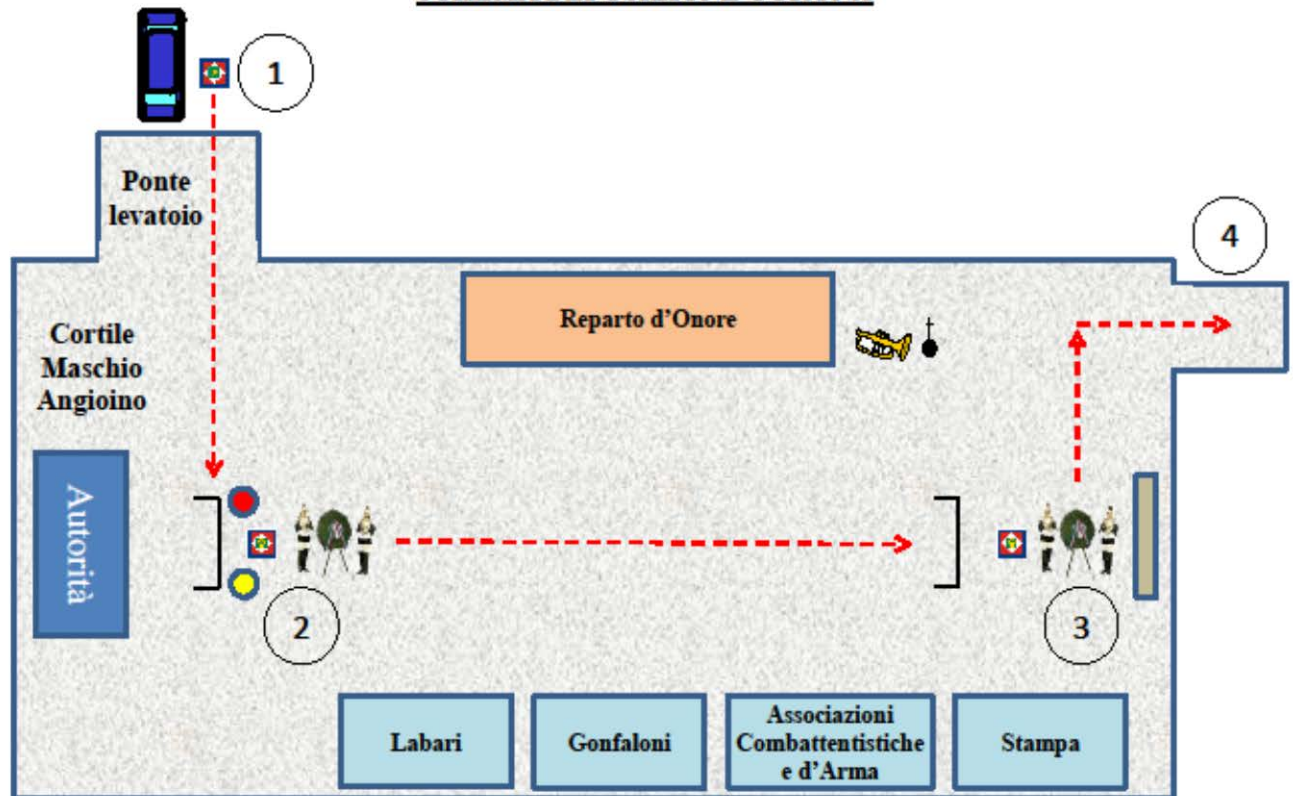 1
Ponte
levatoio
4
Reparto d'Onore
Cortile
Maschio
Angioino
Autorità
2
3
Labari
Gonfaloni
Associazioni
Combattentistiche
e d'Arma
Stampa